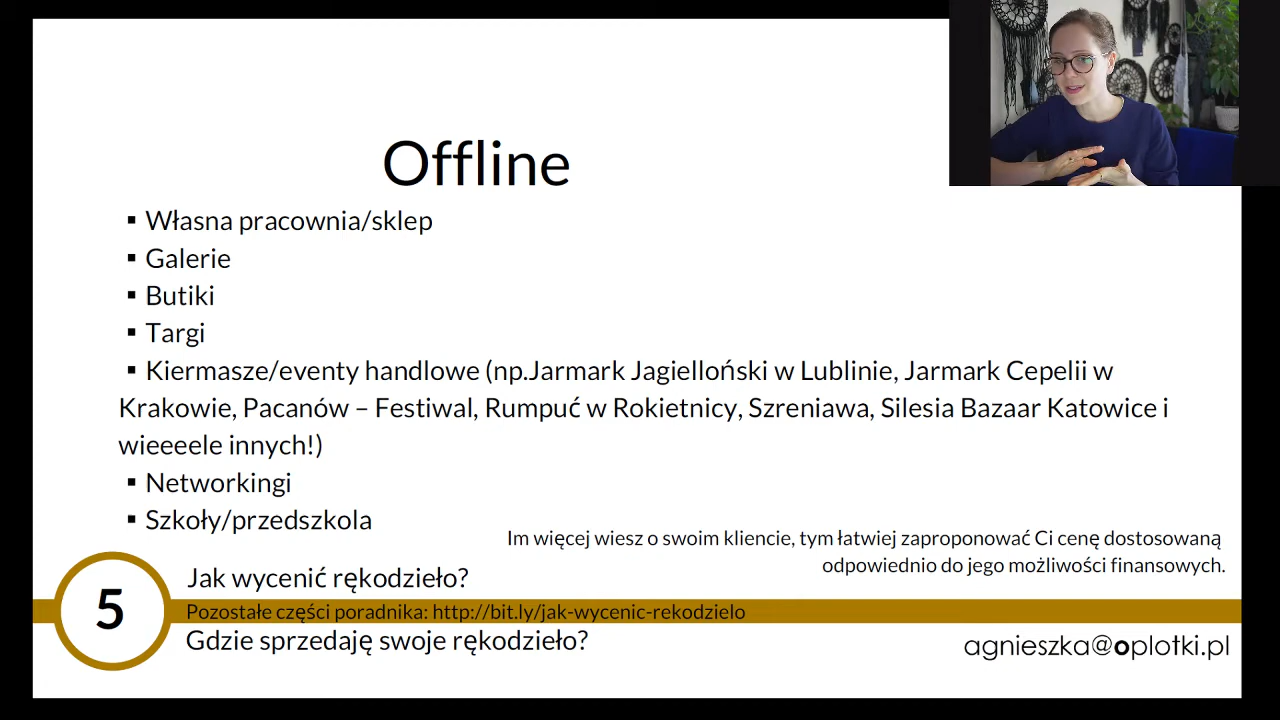 Offline
▪ Własna pracownia/sklep
▪ Galerie
▪ Butiki
▪ Targi
▪ Kiermasze/eventy handlowe (np.Jarmark Jagielloński w Lublinie, Jarmark Cepelii w
Krakowie, Pacanów – Festiwal, Rumpuć w Rokietnicy, Szreniawa, Silesia Bazaar Katowice i
wieeeele innych!)
▪ Networkingi
▪ Szkoły/przedszkola
Im więcej wiesz o swoim kliencie, tym łatwiej zaproponować Ci cenę dostosowaną
odpowiednio do jego możliwości finansowych.
5
Jak wycenić rękodzieło?
Pozostałe części poradnika: http://bit.ly/jak-wycenic-rekodzielo
Gdzie sprzedaję swoje rękodzieło?
agnieszka@oplotki.pl